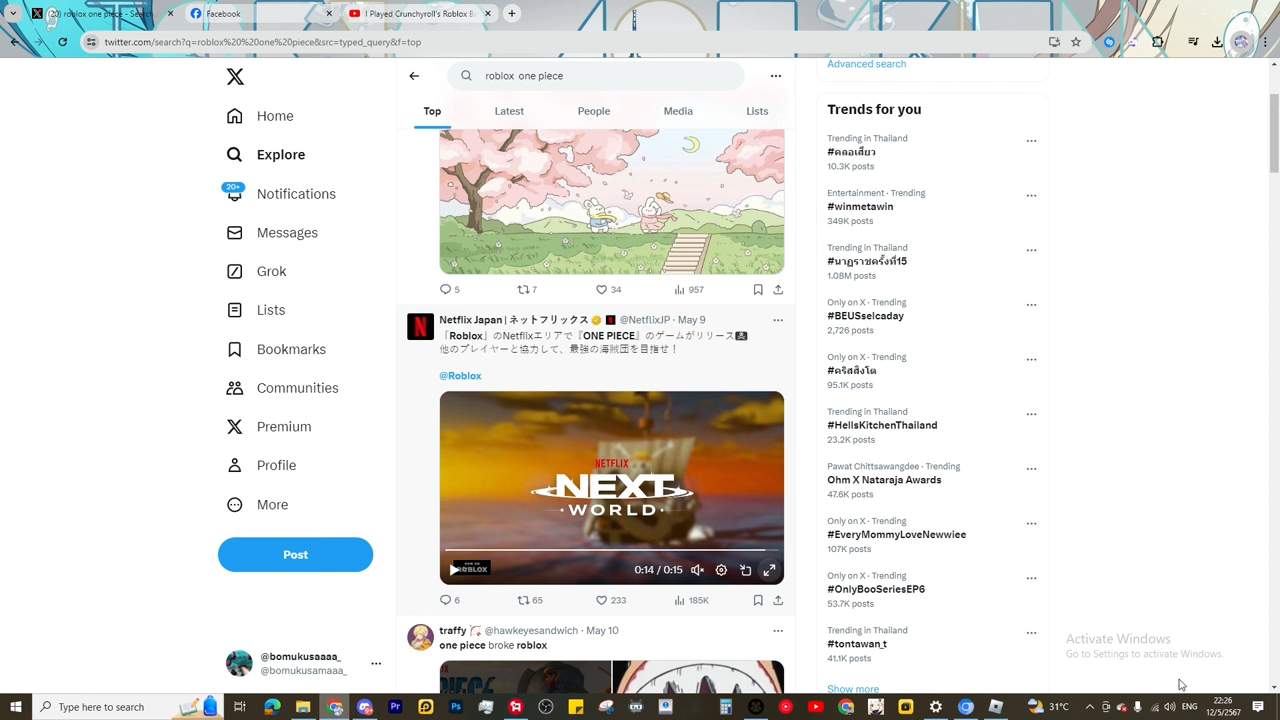 (20) roblox one piece - Search
Facebook
I Played Crunchyroll's Roblox B
twitter.com/search?q=roblox%20%20one%20piece&src=typed_query&f=top
Home
Explore
20+
Notifications
Messages
Grok
Lists
Bookmarks
Communities
Premium
Profile
More
Post
@bomukusaaaa_
@bomukusamaaa_
roblox one piece
Top
Latest
People
Media
Lists
5
7
34
957
Netflix Japan | ネットフリックス @NetflixJP · May 9
「Roblox」のNetflixエリアで『ONE PIECE』のゲームがリリース🏴‍☠️
他のプレイヤーと協力して、最強の海賊団を目指せ！
@Roblox
NETFLIX
NEXT
·WORLD·
ROBLOX
0:14 / 0:15
6
65
233
185K
traffy @hawkeyesandwich · May 10
one piece broke roblox
Advanced search
Trends for you
Trending in Thailand
#คลอเสียว
10.3K posts
Entertainment · Trending
#winmetawin
349K posts
Trending in Thailand
#นาฏราชครั้งที่15
1.08M posts
Only on X · Trending
#BEUSselcaday
2,726 posts
Only on X · Trending
#คริสสิงโต
95.1K posts
Trending in Thailand
#HellsKitchenThailand
23.2K posts
Pawat Chittsawangdee · Trending
Ohm X Nataraja Awards
47.6K posts
Only on X · Trending
#EveryMommyLoveNewwiee
107K posts
Only on X · Trending
#OnlyBooSeriesEP6
53.7K posts
Trending in Thailand
#tontawan_t
41.1K posts
Show more
Activate Windows
Go to Settings to activate Windows.
Type here to search
31°C
ENG
22:26
12/5/2567